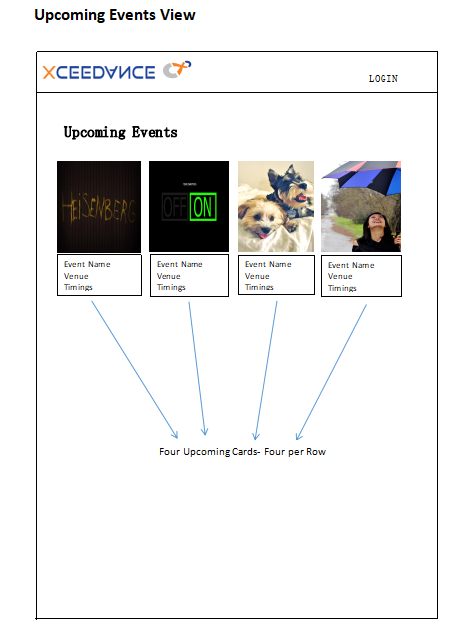 Upcoming Events View
XCEEDANCE
LOGIN
Upcoming Events
HEISENBERG
OFF ON
Event Name
Venue
Timings
Event Name
Venue
Timings
Event Name
Venue
Timings
Event Name
Venue
Timings
Four Upcoming Cards- Four per Row